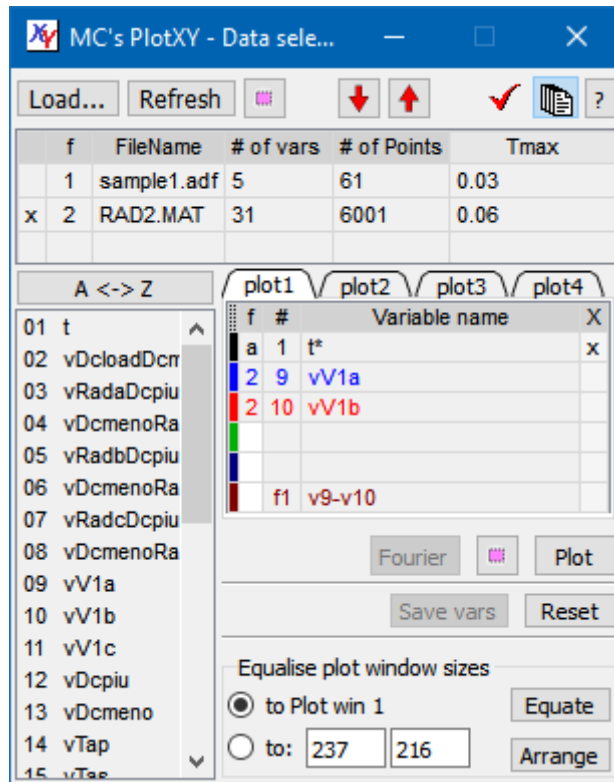 MC's PlotXY - Data sele...
Load... Refresh ?
f FileName # of vars # of Points Tmax
1 sample1.adf 5 61 0.03
x 2 RAD2.MAT 31 6001 0.06
A <-> Z
01 t
02 vDcloadDcm
03 vRadaDcpiu
04 vDcmenoRa
05 vRadbDcpiu
06 vDcmenoRa
07 vRadcDcpiu
08 vDcmenoRa
09 vV1a
10 vV1b
11 vV1c
12 vDcpiu
13 vDcmeno
14 vTap
15 vTas
plot1 plot2 plot3 plot4
f # Variable name X
a 1 t* x
2 9 vV1a
2 10 vV1b
f1 v9-v10
Fourier Plot
Save vars Reset
Equalise plot window sizes
to Plot win 1 Equate
to: 237 216 Arrange